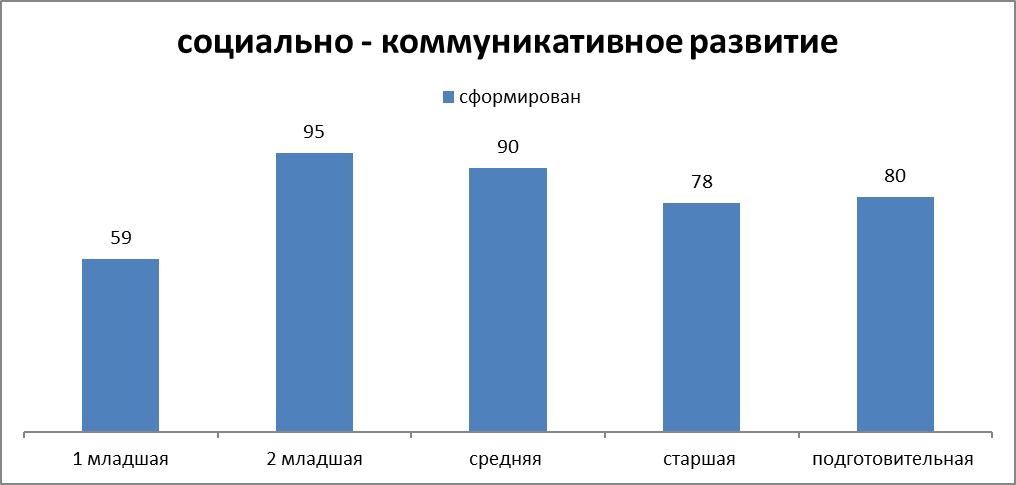 социально - коммуникативное развитие
сформирован
95
90
78
80
59
1 младшая
2 младшая
средняя
старшая
подготовительная